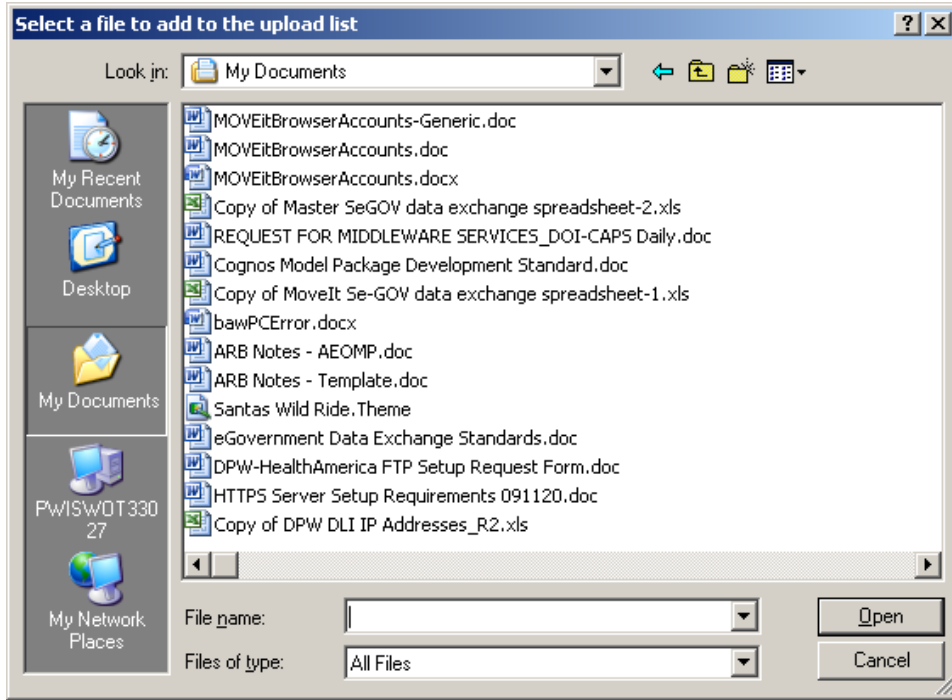 Select a file to add to the upload list
Look in:
My Documents
My Recent
Documents
Desktop
My Documents
PWISWOT330
27
My Network
Places
MOVEitBrowserAccounts-Generic.doc
MOVEitBrowserAccounts.doc
MOVEitBrowserAccounts.docx
Copy of Master SeGOV data exchange spreadsheet-2.xls
REQUEST FOR MIDDLEWARE SERVICES_DOI-CAPS Daily.doc
Cognos Model Package Development Standard.doc
Copy of MoveIt Se-GOV data exchange spreadsheet-1.xls
bawPCError.docx
ARB Notes - AEOMP.doc
ARB Notes - Template.doc
Santas Wild Ride.Theme
eGovernment Data Exchange Standards.doc
DPW-HealthAmerica FTP Setup Request Form.doc
HTTPS Server Setup Requirements 091120.doc
Copy of DPW DLI IP Addresses_R2.xls
File name:
Open
Files of type:
All Files
Cancel